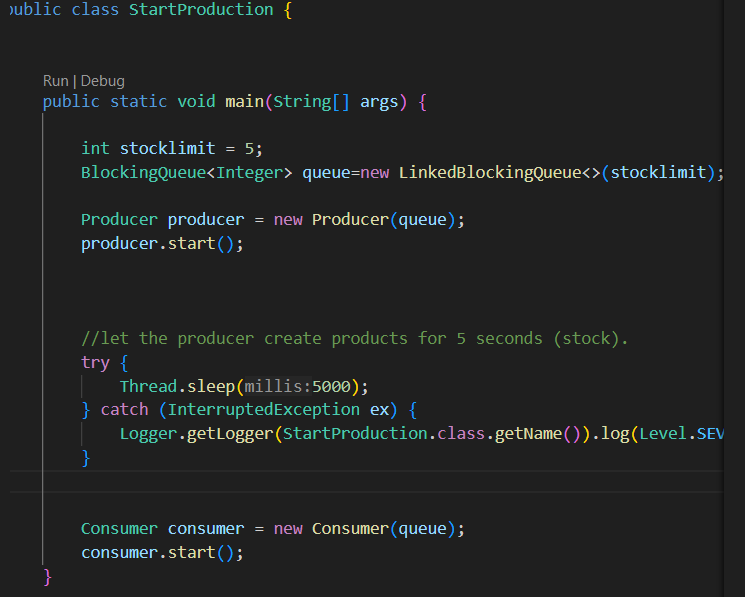 public class StartProduction {
Run | Debug
public static void main(String[] args) {
int stocklimit = 5;
BlockingQueue<Integer> queue=new LinkedBlockingQueue<>(stocklimit);
Producer producer = new Producer(queue);
producer.start();
//let the producer create products for 5 seconds (stock).
try {
Thread.sleep(millis:5000);
} catch (InterruptedException ex) {
Logger.getLogger(StartProduction.class.getName()).log(Level.SEV
}
Consumer consumer = new Consumer(queue);
consumer.start();
}